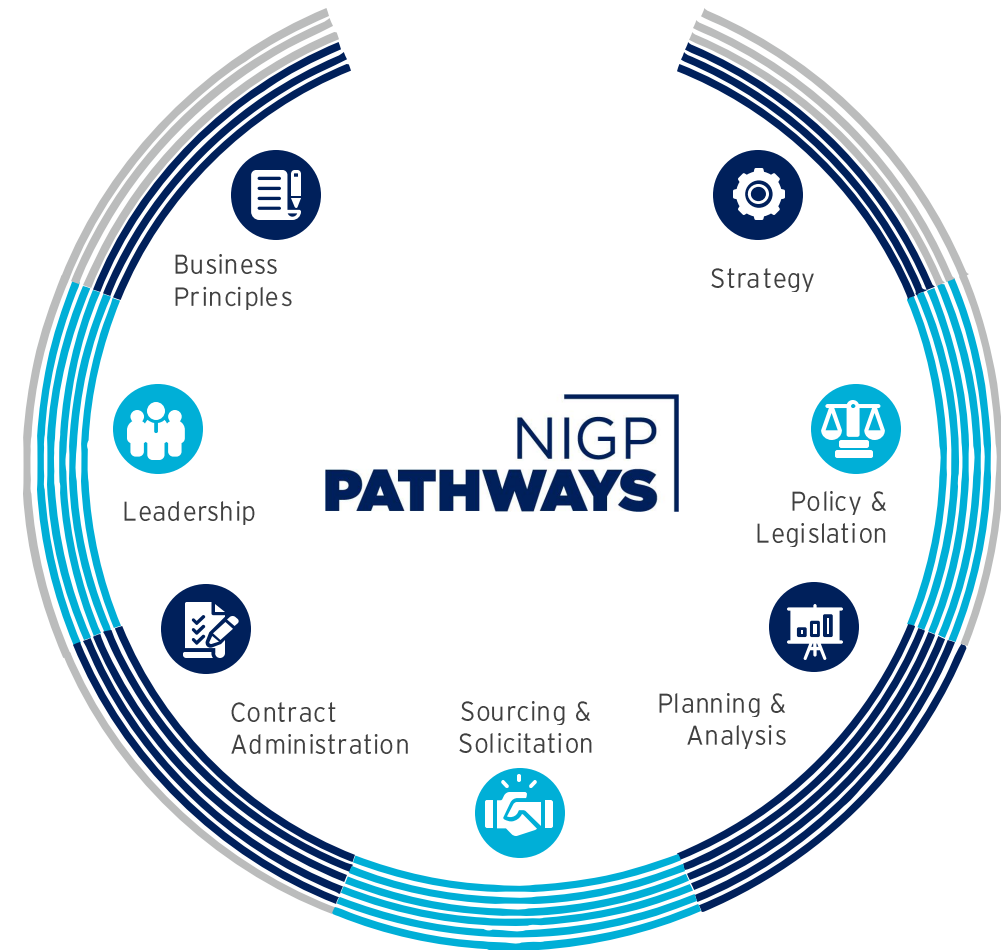 Business
Principles
Strategy
NIGP
PATHWAYS
Leadership
Policy &
Legislation
Contract
Administration
Sourcing &
Solicitation
Planning &
Analysis